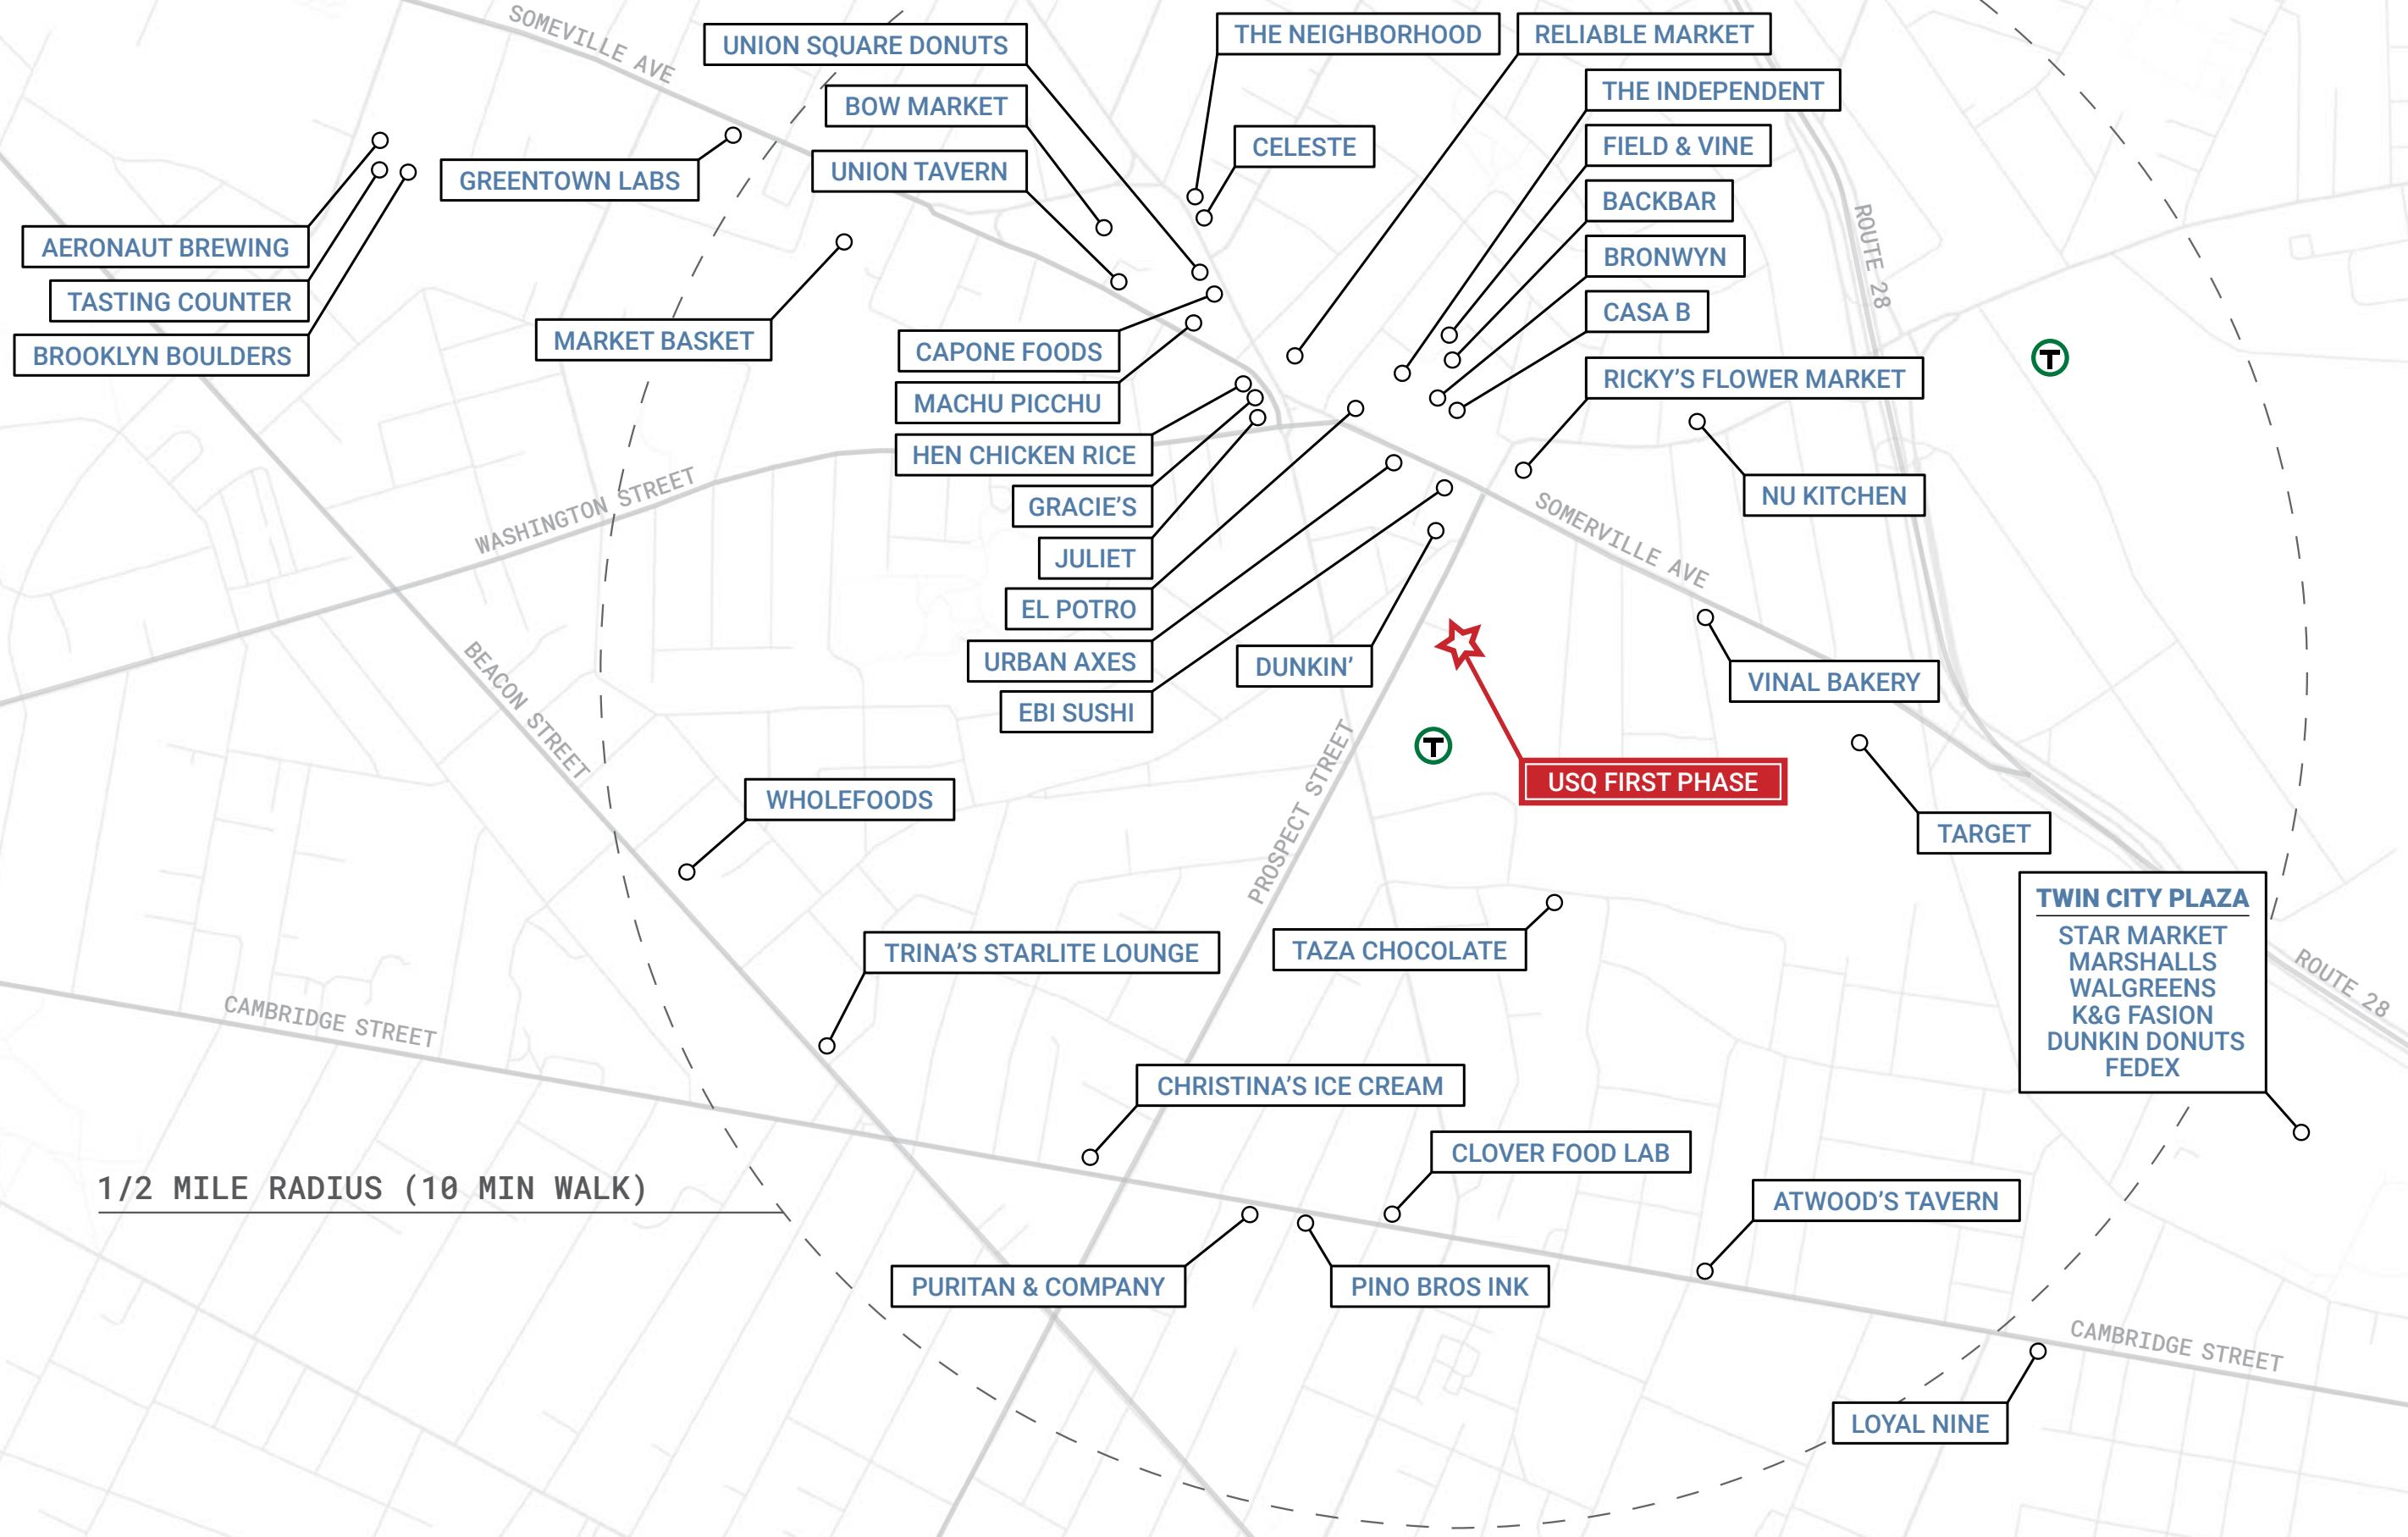 SOMEVILLE AVE
UNION SQUARE DONUTS
THE NEIGHBORHOOD
RELIABLE MARKET
BOW MARKET
THE INDEPENDENT
UNION TAVERN
CELESTE
FIELD & VINE
GREENTOWN LABS
BACKBAR
ROUTE 28
AERONAUT BREWING
BRONWYN
TASTING COUNTER
CASA B
BROOKLYN BOULDERS
MARKET BASKET
CAPONE FOODS
T
RICKY’S FLOWER MARKET
MACHU PICCHU
HEN CHICKEN RICE
NU KITCHEN
WASHINGTON STREET
GRACIE’S
SOMERVILLE AVE
JULIET
EL POTRO
URBAN AXES
DUNKIN’
VINAL BAKERY
EBI SUSHI
BEACON STREET
T
PROSPECT STREET
USQ FIRST PHASE
WHOLEFOODS
TARGET
TWIN CITY PLAZA
STAR MARKET
MARSHALLS
WALGREENS
K&G FASION
DUNKIN DONUTS
FEDEX
TRINA’S STARLITE LOUNGE
TAZA CHOCOLATE
ROUTE 28
CAMBRIDGE STREET
CHRISTINA’S ICE CREAM
CLOVER FOOD LAB
1/2 MILE RADIUS (10 MIN WALK)
ATWOOD’S TAVERN
PURITAN & COMPANY
PINO BROS INK
CAMBRIDGE STREET
LOYAL NINE